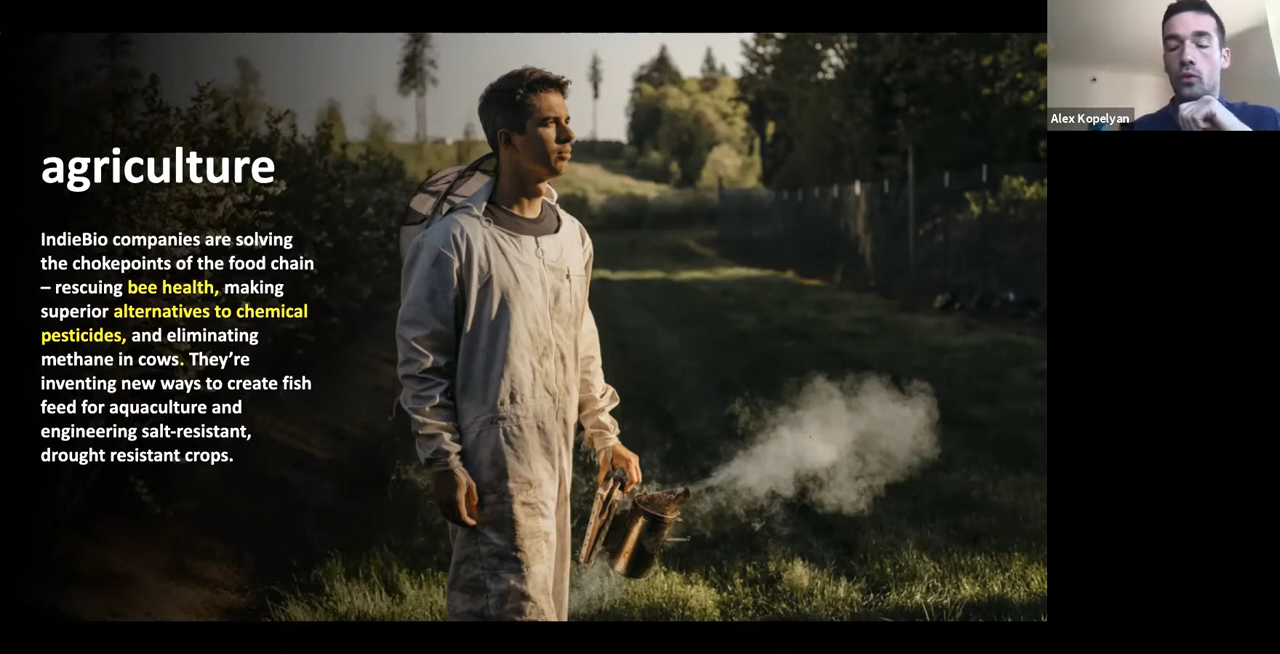 agriculture
IndieBio companies are solving
the chokepoints of the food chain
– rescuing bee health, making
superior alternatives to chemical
pesticides, and eliminating
methane in cows. They’re
inventing new ways to create fish
feed for aquaculture and
engineering salt-resistant,
drought resistant crops.
Alex Kopelyan